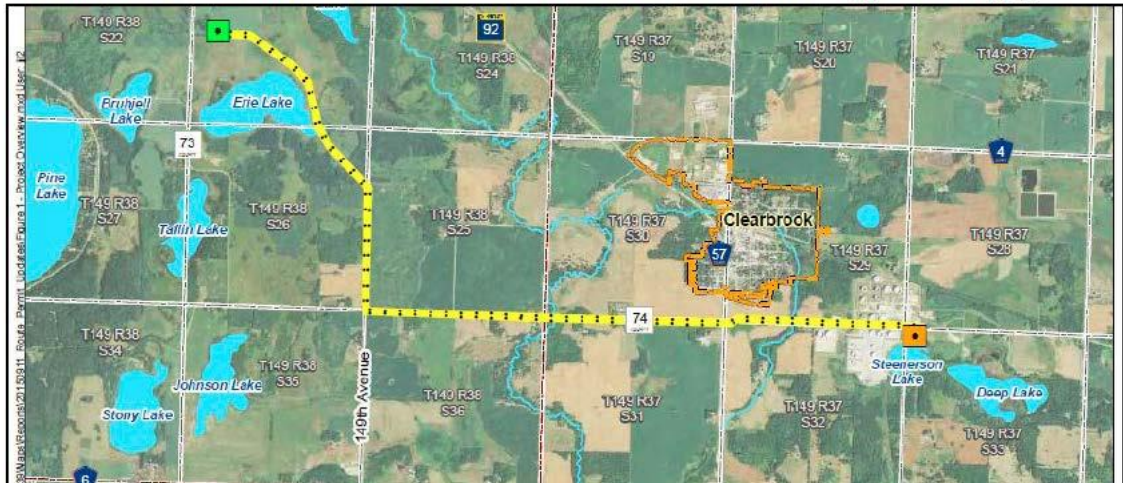 T149 R38
S22
92
T149 R38
S24
T149 R37
S19
T149 R37
S20
T149 R37
S21
Erie Lake
Lake
73
4
Pine
Lake
T149 R38
S27
T149 R38
S26
Tallin Lake
T149 R38
S25
T149 R37
S30
Clearbrook
57
T149 R37
S29
T149 R37
S28
74
T149 R38
S34
Johnson Lake
T149 R38
S35
Stony Lake
149th Avenue
T149 R38
S36
T149 R37
S31
T149 R37
S32
Steenerson
Lake
Deep Lake
T149 R37
S33
6